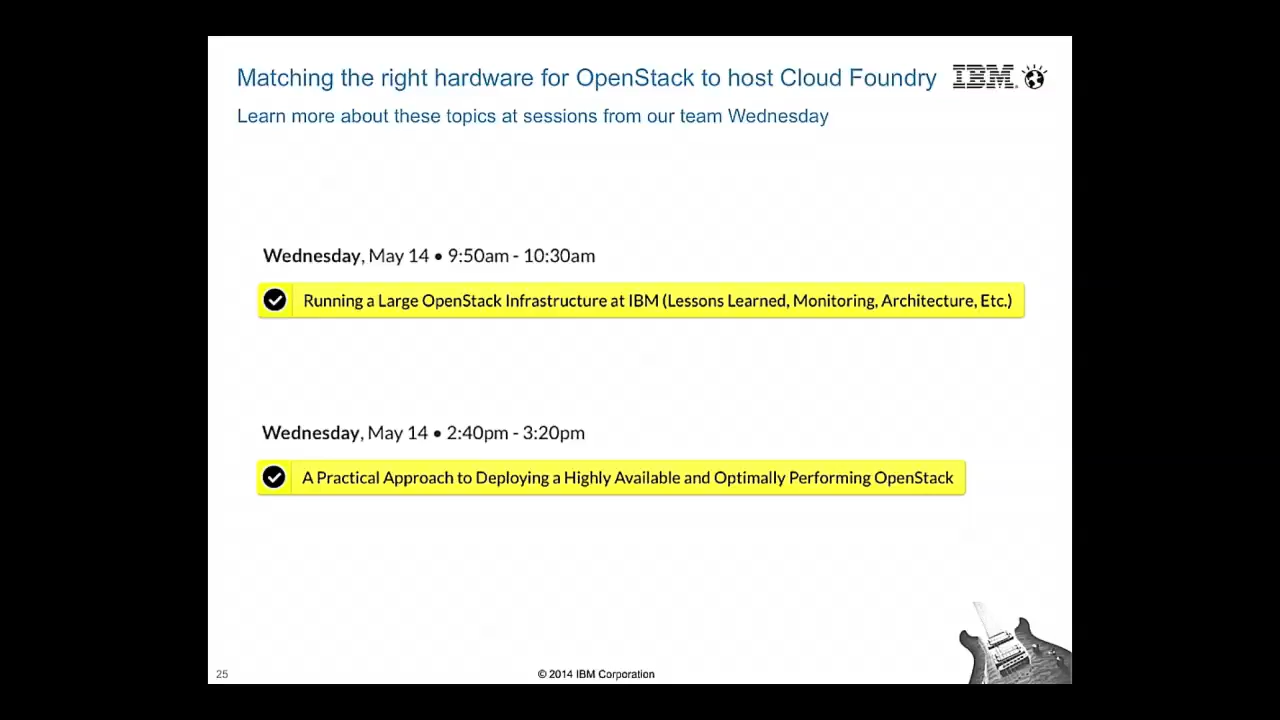 Matching the right hardware for OpenStack to host Cloud Foundry
IBM
Learn more about these topics at sessions from our team Wednesday
Wednesday, May 14 • 9:50am - 10:30am
Running a Large OpenStack Infrastructure at IBM (Lessons Learned, Monitoring, Architecture, Etc.)
Wednesday, May 14 • 2:40pm - 3:20pm
A Practical Approach to Deploying a Highly Available and Optimally Performing OpenStack
25
© 2014 IBM Corporation